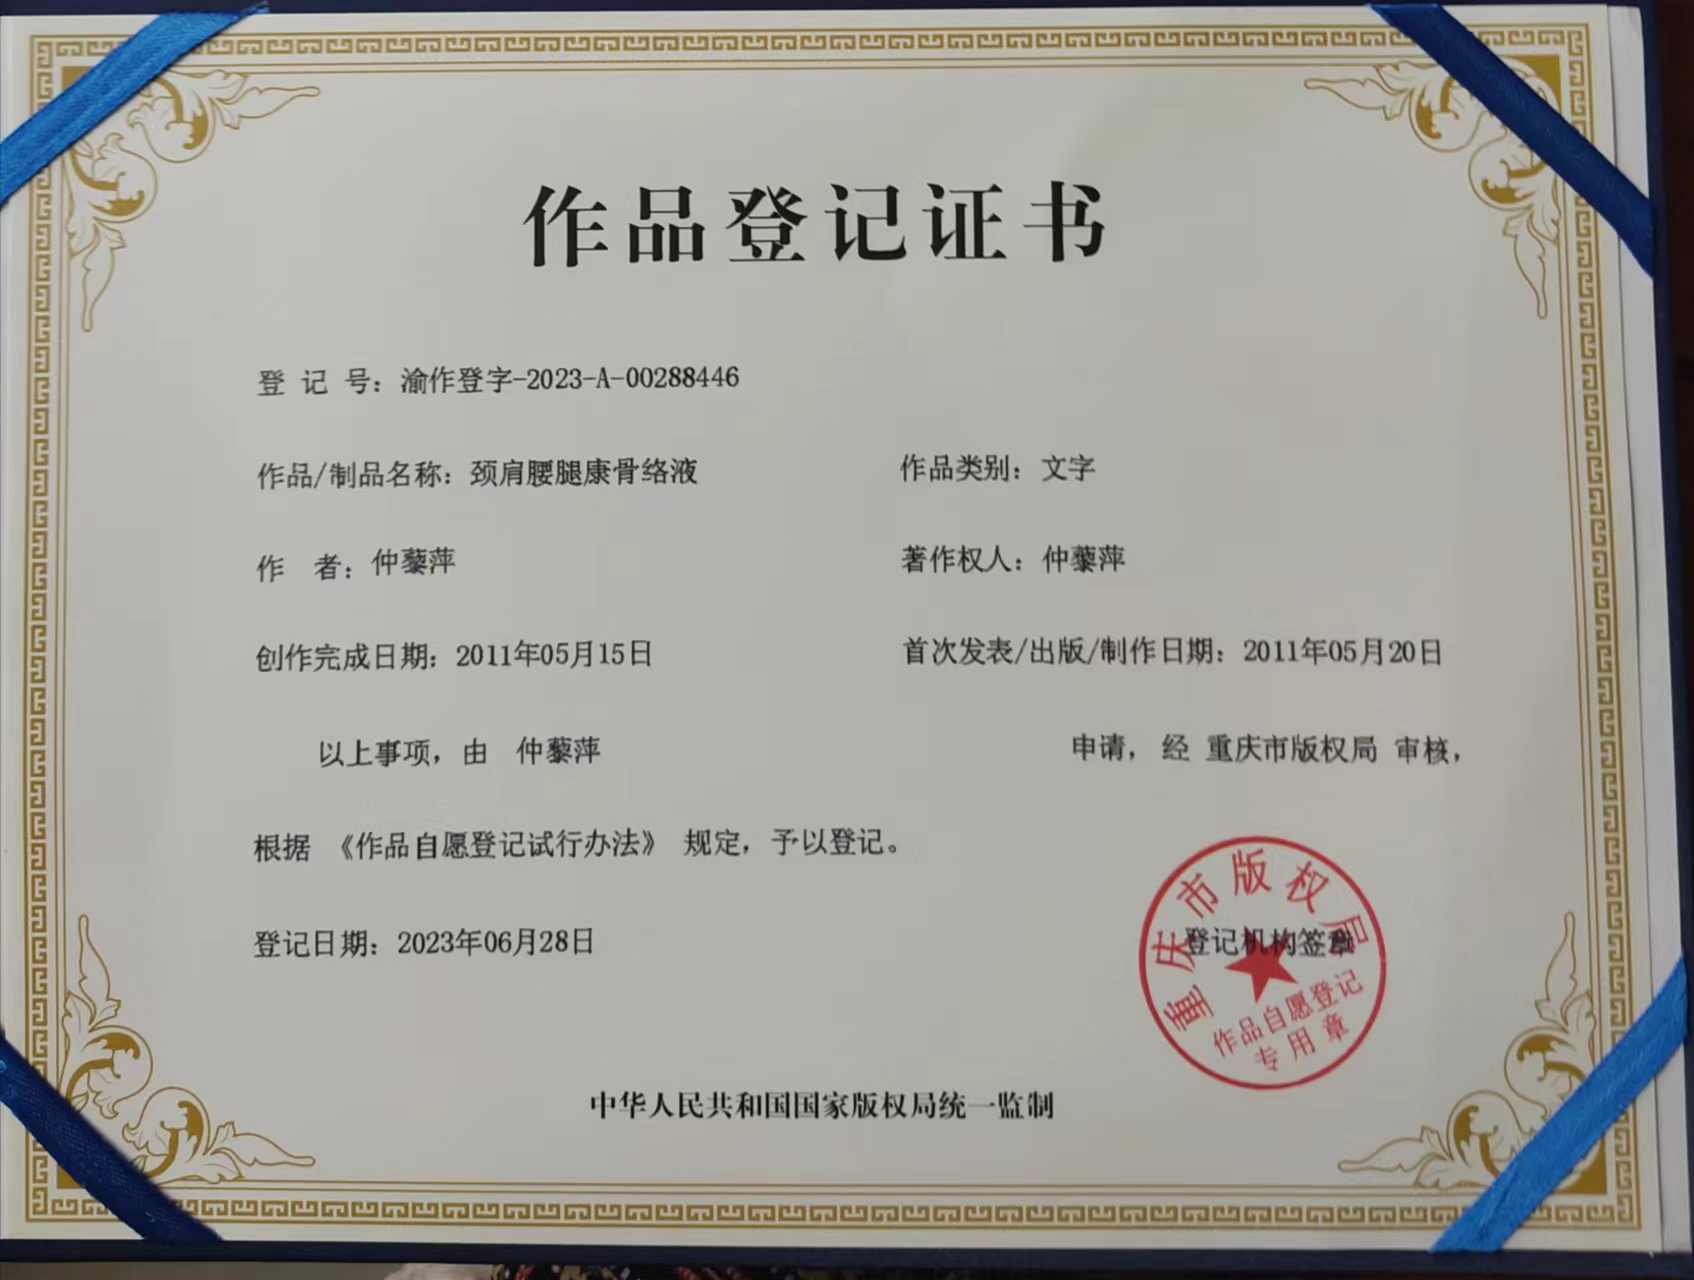 作品登记证书
登 记 号：渝作登字-2023-A-00288446
作品/制品名称：颈肩腰腿康骨络液 作品类别：文字
作 者：仲藜萍 著作权人：仲藜萍
创作完成日期：2011年05月15日 首次发表/出版/制作日期：2011年05月20日
以上事项，由 仲藜萍 申请，经 重庆市版权局 审核，
根据 《作品自愿登记试行办法》 规定，予以登记。
登记日期：2023年06月28日 登记机构签章
重庆市版权局
作品自愿登记
专用章
中华人民共和国国家版权局统一监制